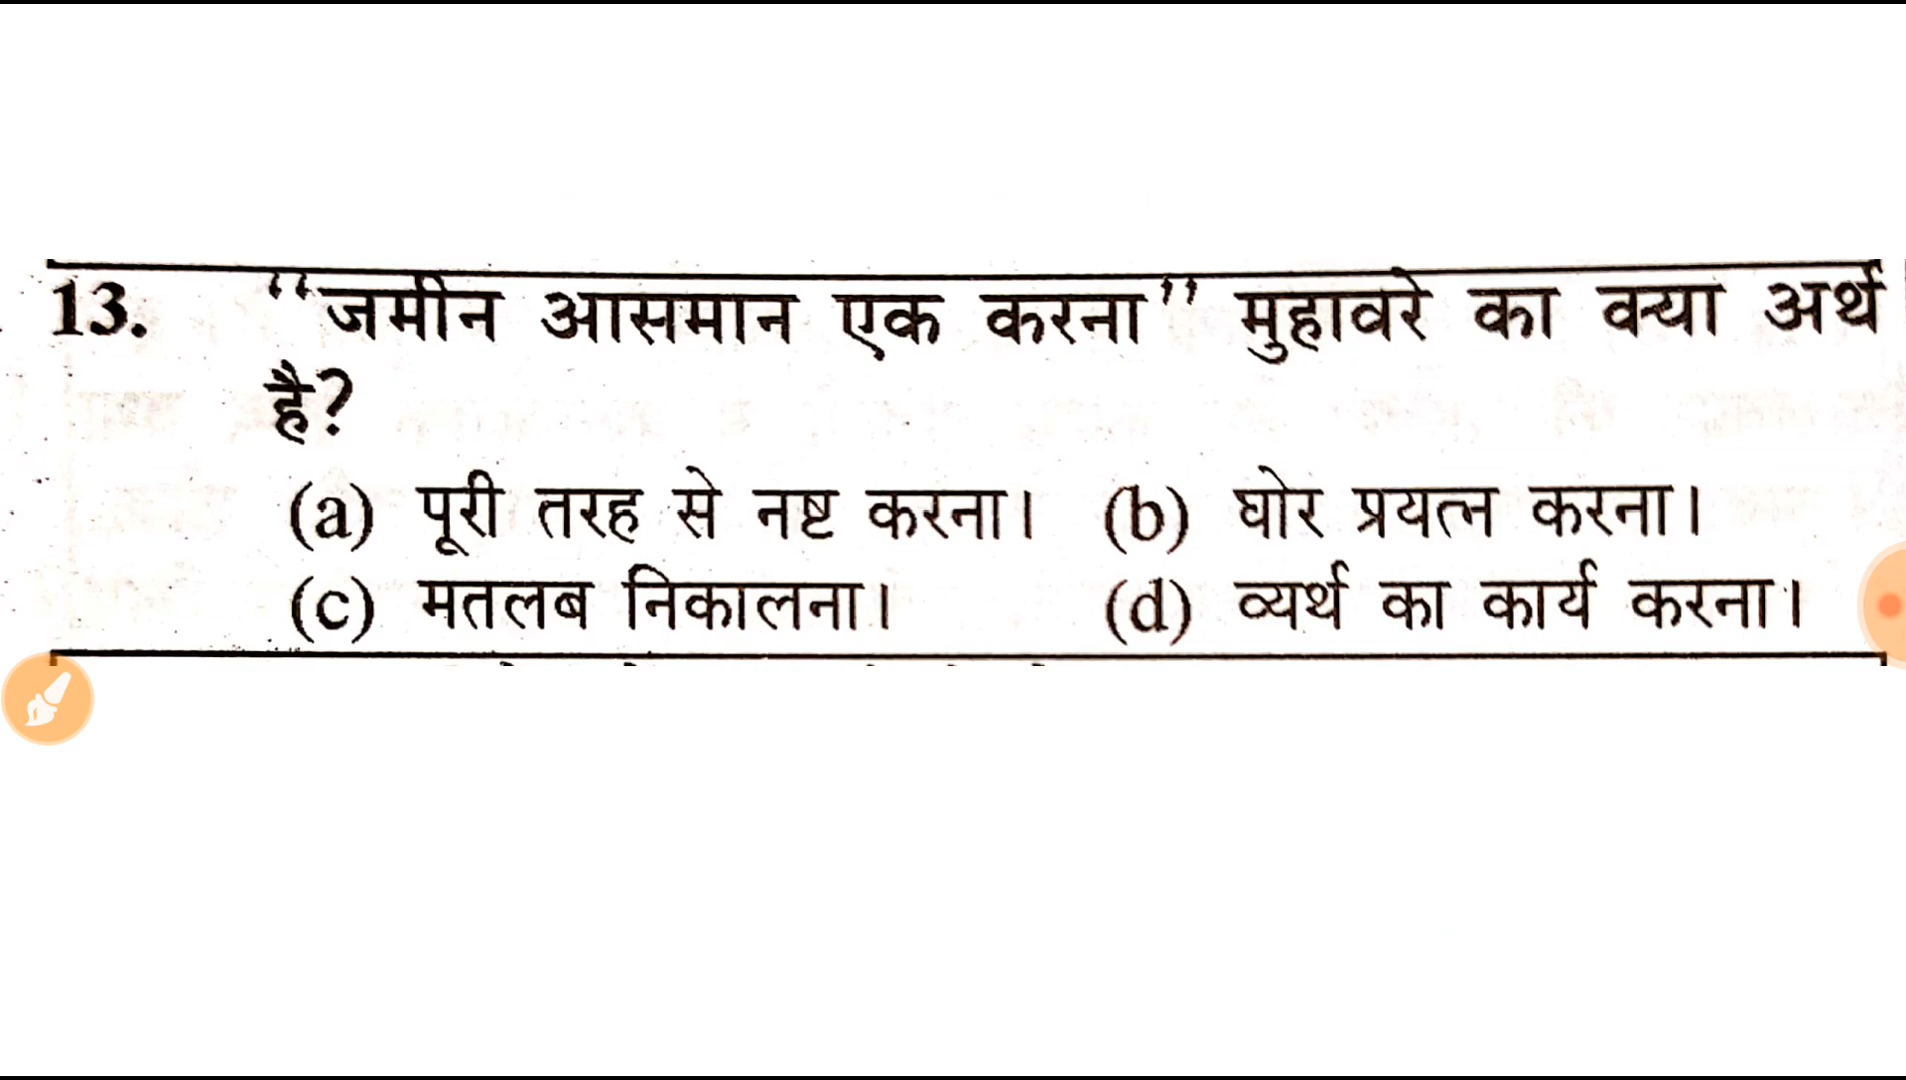 13. “जमीन आसमान एक करना” मुहावरे का क्या अर्थ
है?
(a) पूरी तरह से नष्ट करना। (b) घोर प्रयत्न करना।
(c) मतलब निकालना। (d) व्यर्थ का कार्य करना।